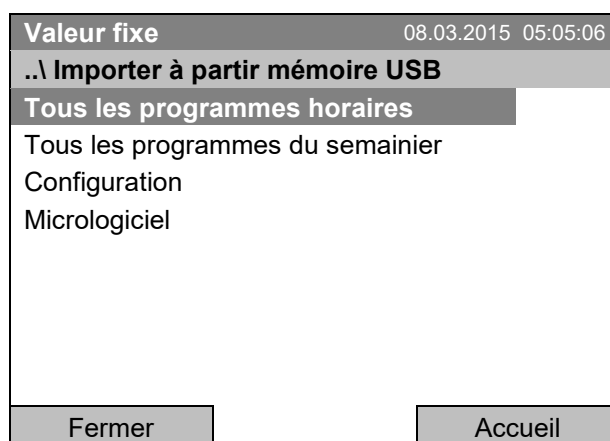 Valeur fixe 08.03.2015 05:05:06
..\ Importer à partir mémoire USB
Tous les programmes horaires
Tous les programmes du semainier
Configuration
Micrologiciel
Fermer Accueil